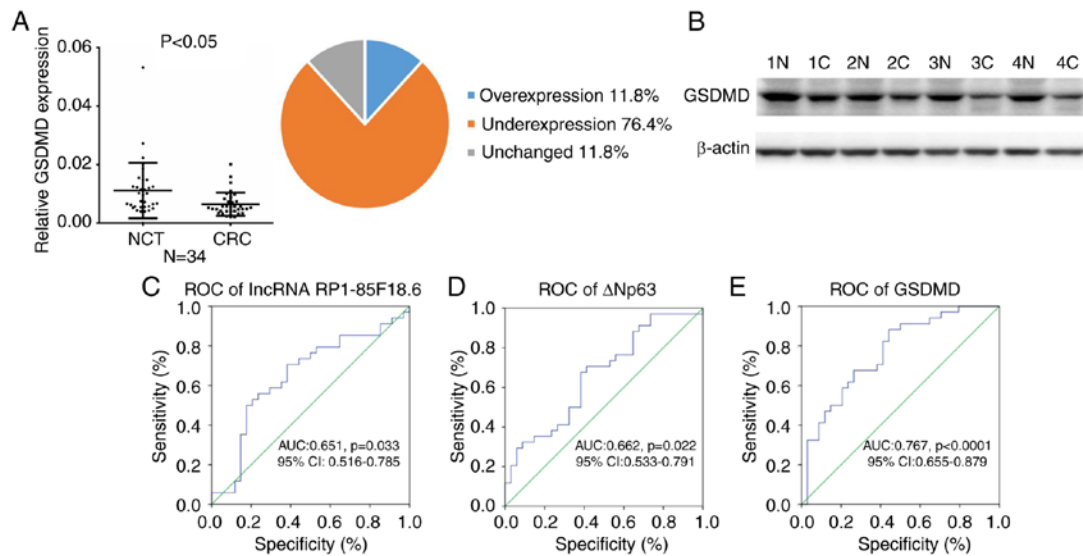 A
P<0.05
Relative GSDMD expression
0.06
0.04
0.02
0.00
NCT CRC
N=34
Overexpression 11.8%
Underexpression 76.4%
Unchanged 11.8%
B
1N 1C 2N 2C 3N 3C 4N 4C
GSDMD
β-actin
C
ROC of lncRNA RP1-85F18.6
Sensitivity (%)
1.0
0.8
0.6
0.4
0.2
0.0
AUC:0.651, p=0.033
95% CI: 0.516-0.785
0.0 0.2 0.4 0.6 0.8 1.0
Specificity (%)
D
ROC of ΔNp63
Sensitivity (%)
1.0
0.8
0.6
0.4
0.2
0.0
AUC:0.662, p=0.022
95% CI:0.533-0.791
0.0 0.2 0.4 0.6 0.8 1.0
Specificity (%)
E
ROC of GSDMD
Sensitivity (%)
1.0
0.8
0.6
0.4
0.2
0.0
AUC:0.767, p<0.0001
95% CI:0.655-0.879
0.0 0.2 0.4 0.6 0.8 1.0
Specificity (%)